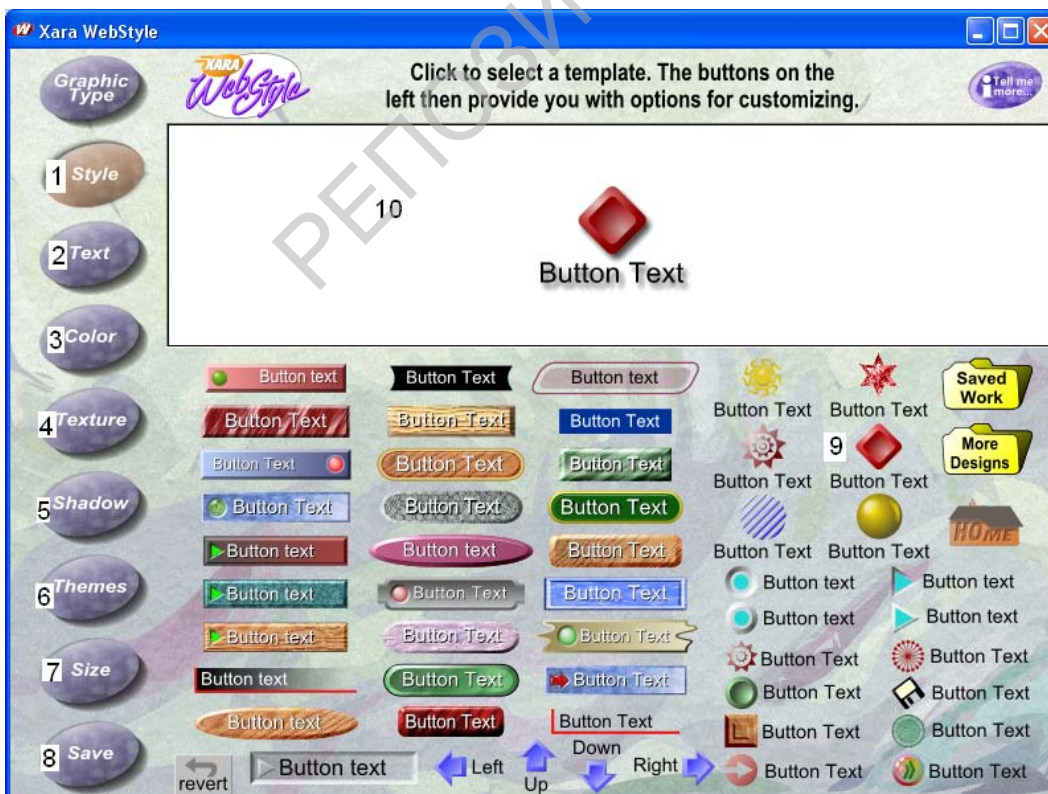 Xara WebStyle
Graphic Type
XARA WebStyle
Click to select a template. The buttons on the
left then provide you with options for customizing.
i Tell me more...
1 Style
2 Text
3 Color
4 Texture
5 Shadow
6 Themes
7 Size
8 Save
10
Button Text
РЕПОЗИ
Button text Button Text Button text
Button Text Button Text Button Text
Button Text Button Text Button Text
Button Text Button Text Button Text
Button text Button text Button text
Button text Button Text Button Text
Button text Button Text Button Text
Button text Button Text Button Text
Button text Button Text Button Text
revert
Button text
Left
Up
Down
Right
Button Text Button Text
9
Button Text Button Text
Button Text Button Text
Button text Button text
Button text Button text
Button Text Button Text
Button Text Button Text
Button Text Button Text
Button Text Button Text
Saved
Work
More
Designs
HOME